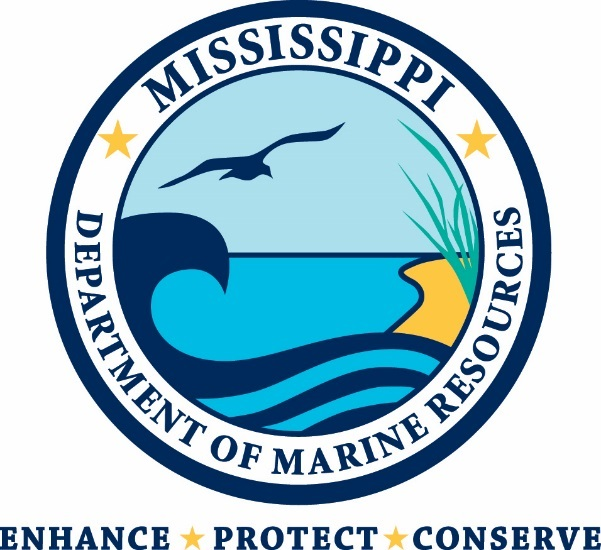 MISSISSIPPI
DEPARTMENT OF MARINE RESOURCES
ENHANCE ★ PROTECT ★ CONSERVE